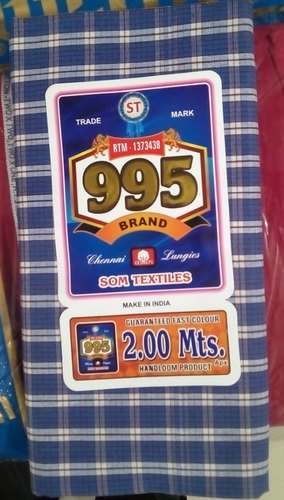 ST
TRADE MARK
RTM - 1373438
995
BRAND
Chennai Lungies
SOM TEXTILES
MAKE IN INDIA
GUARANTEED FAST COLOUR
995
2.00 Mts.
HANDLOOM PRODUCT